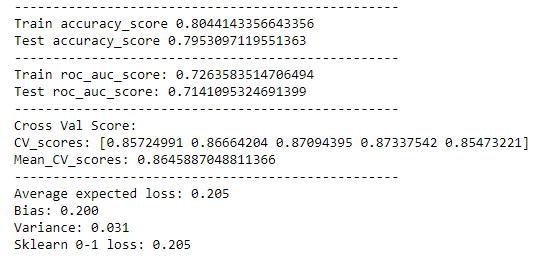 --------------------------------------------------
Train accuracy_score 0.8044143356643356
Test accuracy_score 0.7953097119551363
--------------------------------------------------
Train roc_auc_score: 0.7263583514706494
Test roc_auc_score: 0.7141095324691399
--------------------------------------------------
Cross Val Score:
CV_scores: [0.85724991 0.86664204 0.87094395 0.87337542 0.85473221]
Mean_CV_scores: 0.8645887048811366
--------------------------------------------------
Average expected loss: 0.205
Bias: 0.200
Variance: 0.031
Sklearn 0-1 loss: 0.205